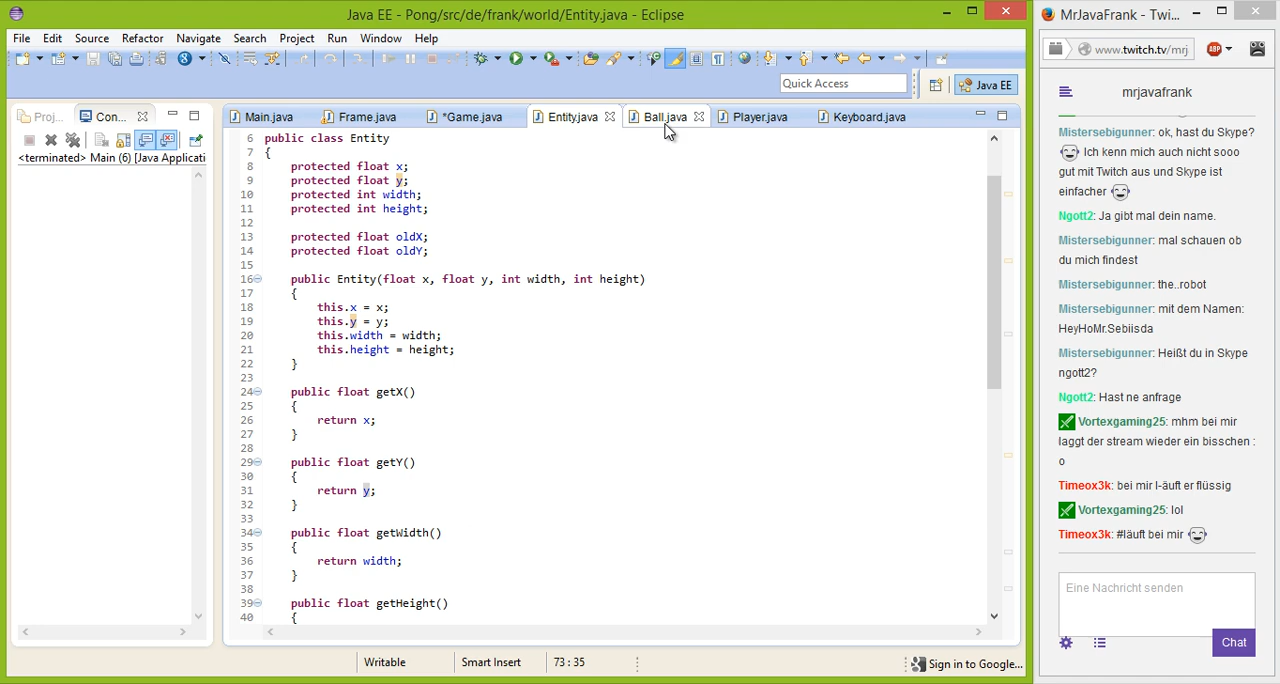 Java EE - Pong/src/de/frank/world/Entity.java - Eclipse
File Edit Source Refactor Navigate Search Project Run Window Help
Quick Access
Java EE
Proj...
Con...
Main.java
Frame.java
*Game.java
Entity.java
Ball.java
Player.java
Keyboard.java
<terminated> Main (6) [Java Applicati
6 public class Entity
7 {
8 protected float x;
9 protected float y;
10 protected int width;
11 protected int height;
12
13 protected float oldX;
14 protected float oldY;
15
16 public Entity(float x, float y, int width, int height)
17 {
18 this.x = x;
19 this.y = y;
20 this.width = width;
21 this.height = height;
22 }
23
24 public float getX()
25 {
26 return x;
27 }
28
29 public float getY()
30 {
31 return y;
32 }
33
34 public float getWidth()
35 {
36 return width;
37 }
38
39 public float getHeight()
40 {
Writable
Smart Insert
73 : 35
Sign in to Google...
MrJavaFrank - Twi...
www.twitch.tv/mrj
ABP
mrjavafrank
Mistersebigunner: ok, hast du Skype?
Ich kenn mich auch nicht sooo
gut mit Twitch aus und Skype ist
einfacher
Ngott2: Ja gibt mal dein name.
Mistersebigunner: mal schauen ob
du mich findest
Mistersebigunner: the..robot
Mistersebigunner: mit dem Namen:
HeyHoMr.Sebiisda
Mistersebigunner: Heißt du in Skype
ngott2?
Ngott2: Hast ne anfrage
Vortexgaming25: mhm bei mir
laggt der stream wieder ein bisschen :
o
Timeox3k: bei mir l-äuft er flüssig
Vortexgaming25: lol
Timeox3k: #läuft bei mir
Eine Nachricht senden
Chat